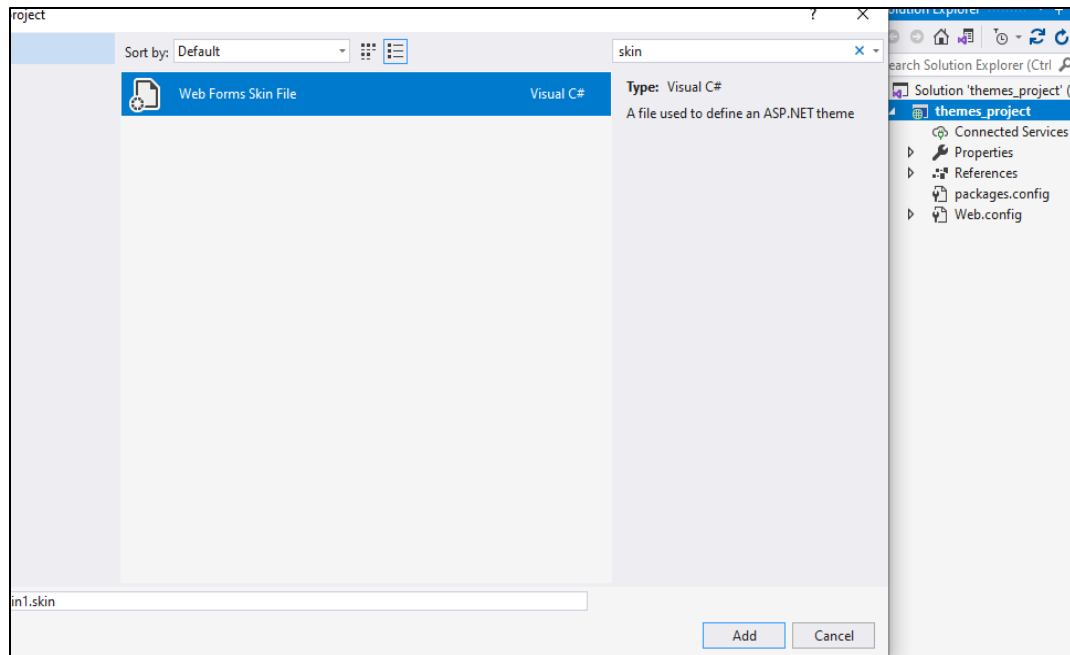 roject ? ✕
Sort by: Default
skin
Web Forms Skin File Visual C#
Type: Visual C#
A file used to define an ASP.NET theme
in1.skin
Add Cancel
olution Explorer
earch Solution Explorer (Ctrl
Solution 'themes_project' (
themes_project
Connected Services
Properties
References
packages.config
Web.config